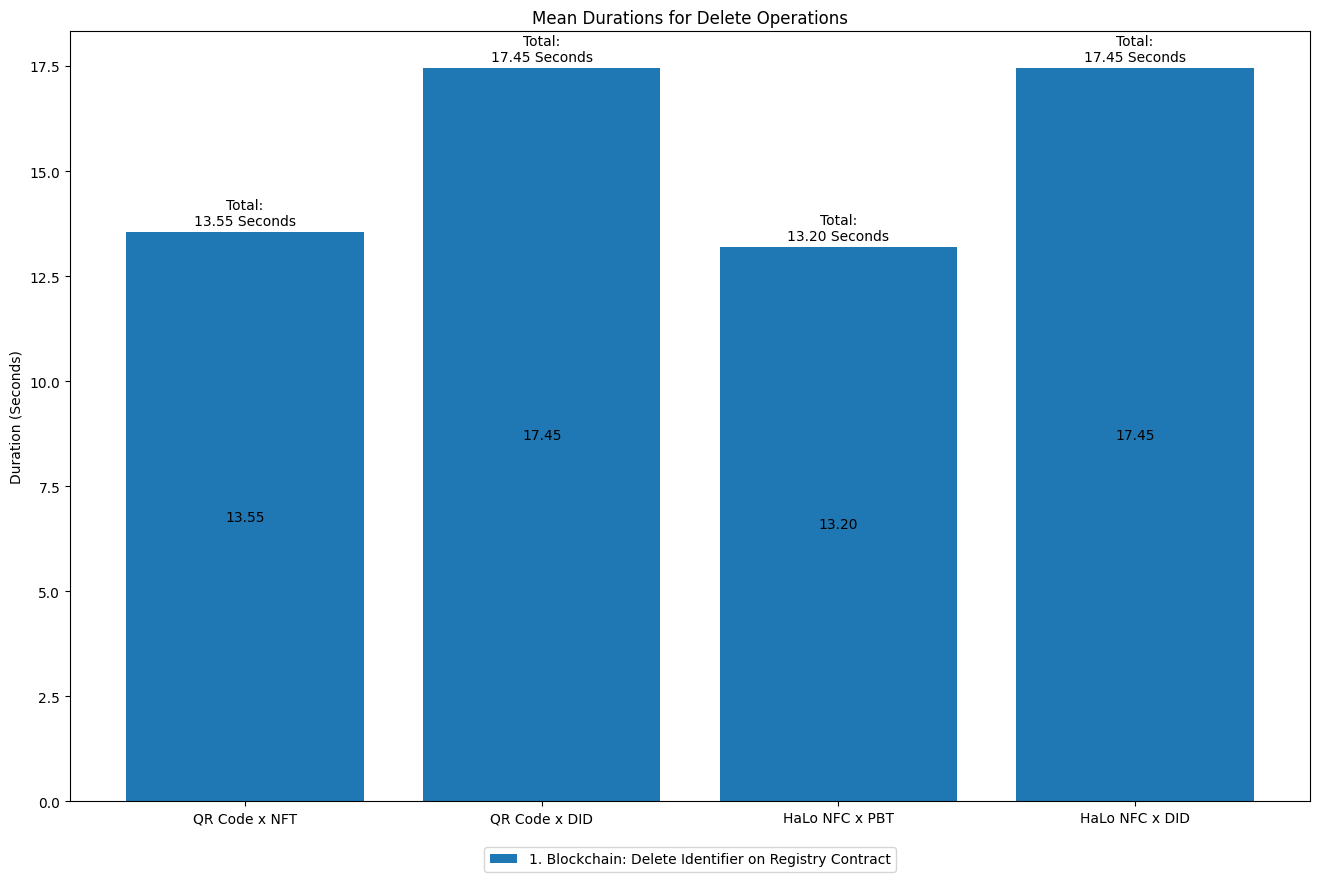 Mean Durations for Delete Operations
Total:
17.45 Seconds
Total:
17.45 Seconds
Total:
13.55 Seconds
Total:
13.20 Seconds
Duration (Seconds)
17.5
15.0
12.5
10.0
7.5
5.0
2.5
0.0
13.55
17.45
13.20
17.45
QR Code x NFT
QR Code x DID
HaLo NFC x PBT
HaLo NFC x DID
1. Blockchain: Delete Identifier on Registry Contract